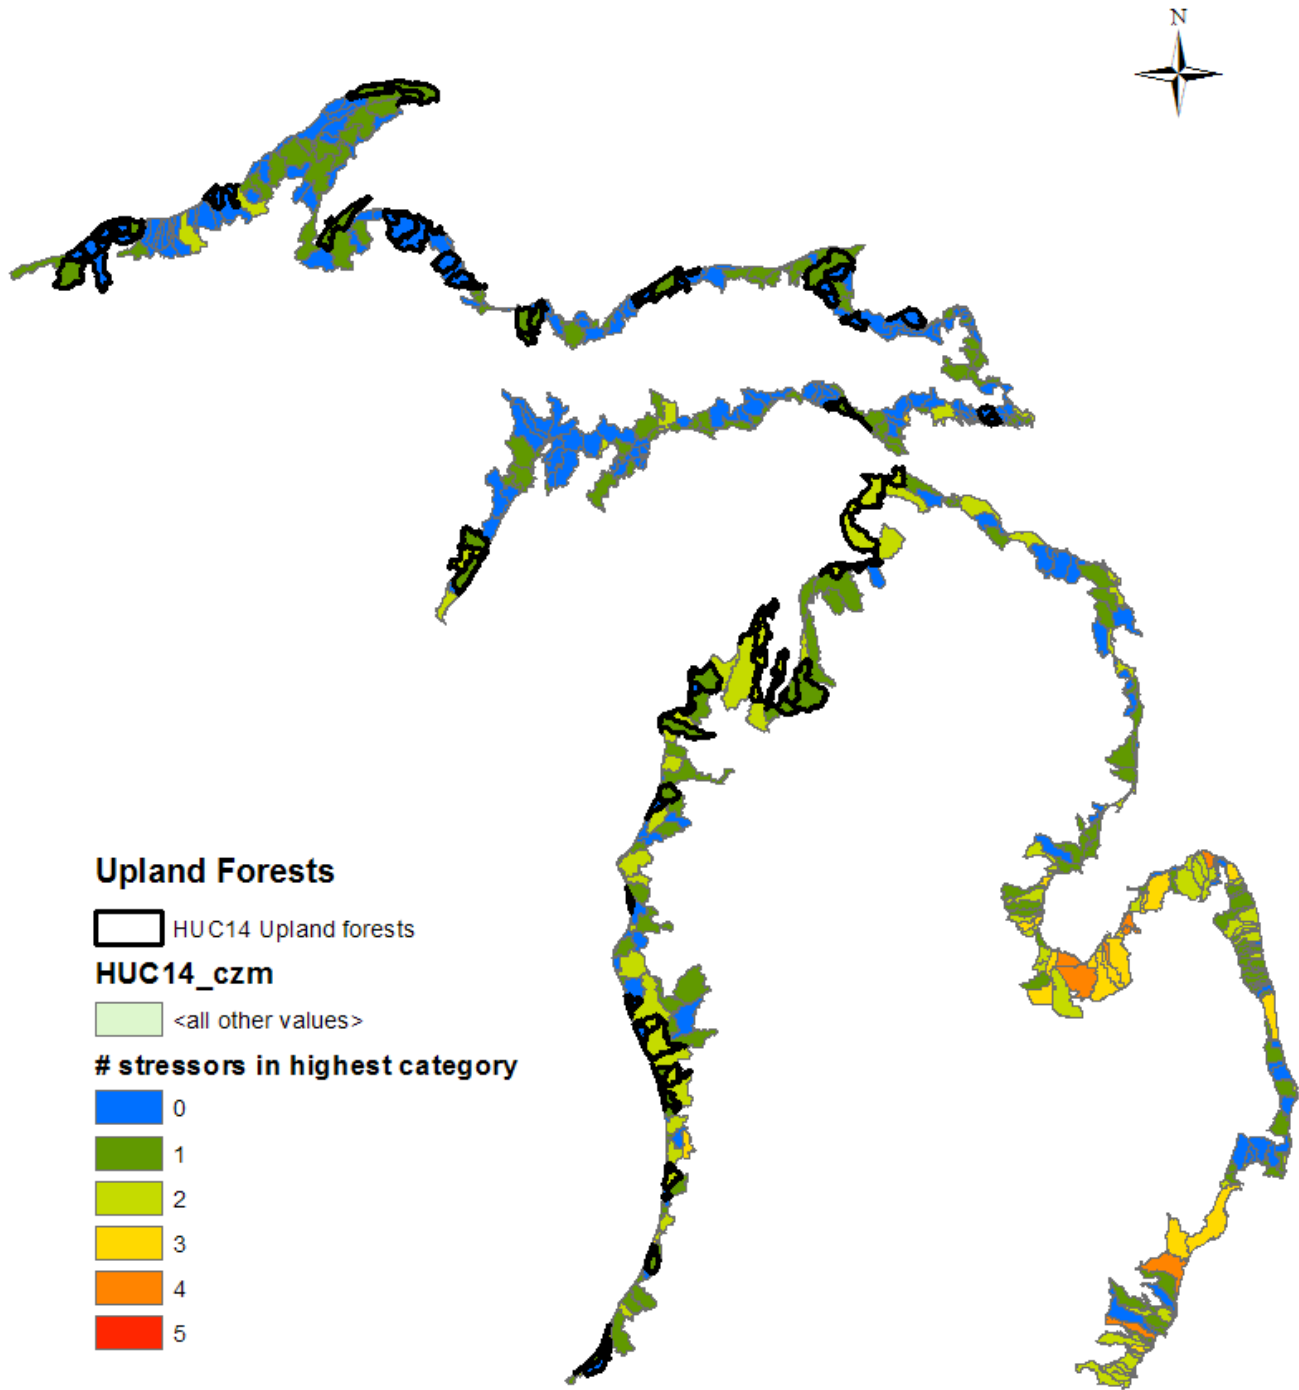 N
Upland Forests
HUC14 Upland forests
HUC14_czm
<all other values>
# stressors in highest category
0
1
2
3
4
5